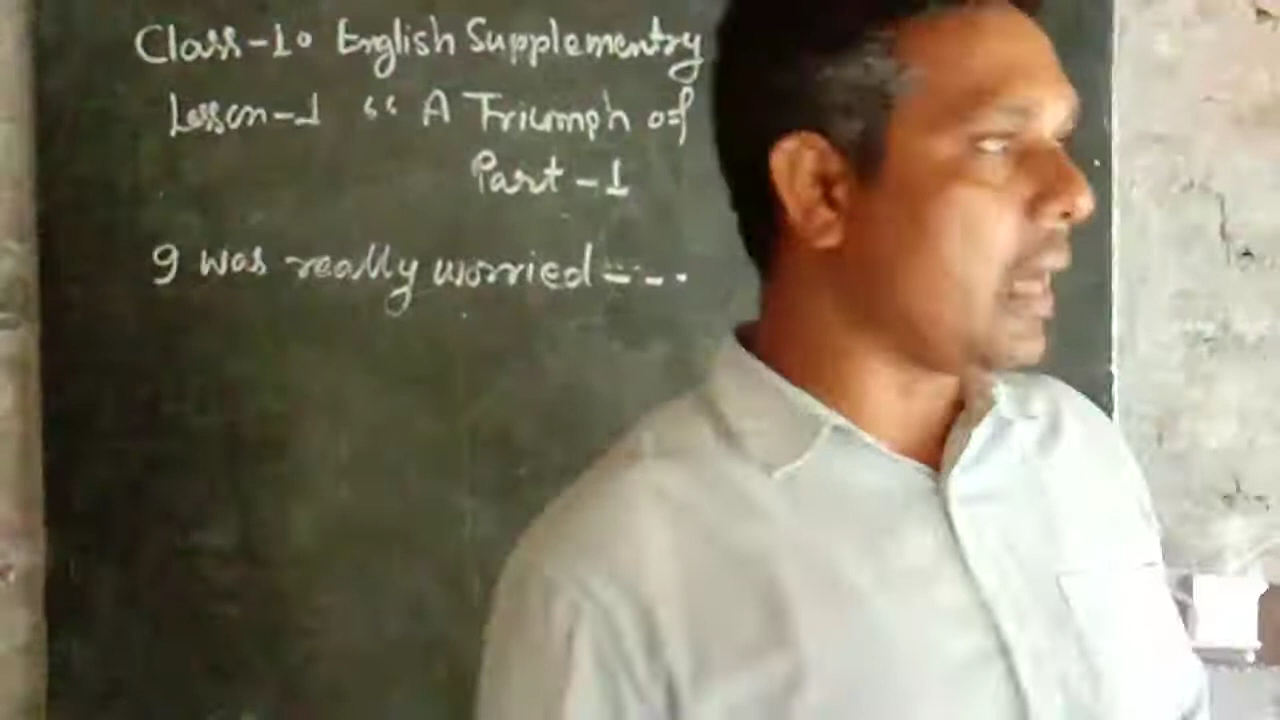 Class-10 English Supplementry
Lesson-1 “ A Triumph of
Part-1
I was really worried ----